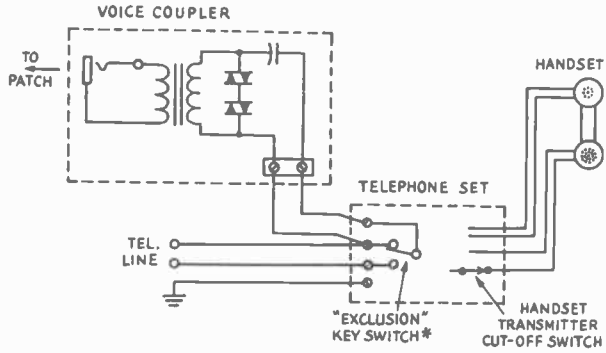 VOICE COUPLER
TO
PATCH
HANDSET
TELEPHONE SET
TEL.
LINE
"EXCLUSION"
KEY SWITCH*
HANDSET
TRANSMITTER
CUT-OFF SWITCH